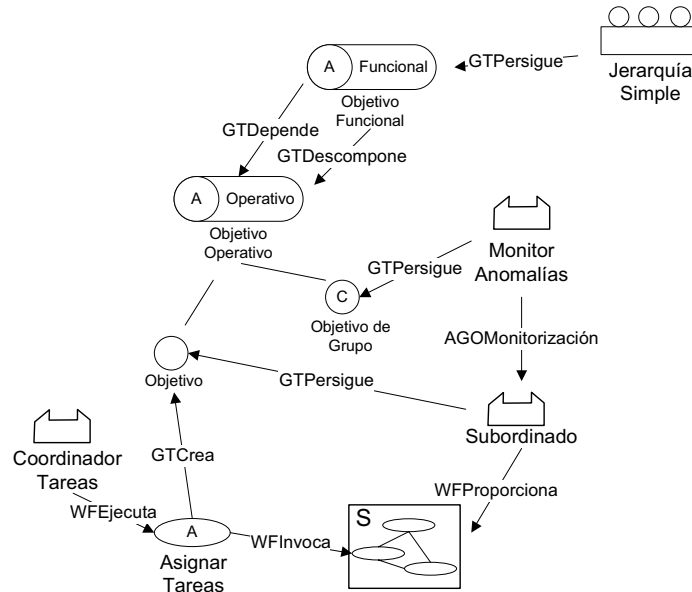 A Funcional
GTPersigue
Jerarquía
Simple
Objetivo
Funcional
GTDepende
GTDescompone
A Operativo
Objetivo
Operativo
GTPersigue
Monitor
Anomalías
C
Objetivo de
Grupo
AGOMonitorización
Objetivo
GTPersigue
Subordinado
Coordinador
Tareas
GTCrea
WFEjecuta
WFProporciona
A
WFInvoca
S
Asignar
Tareas